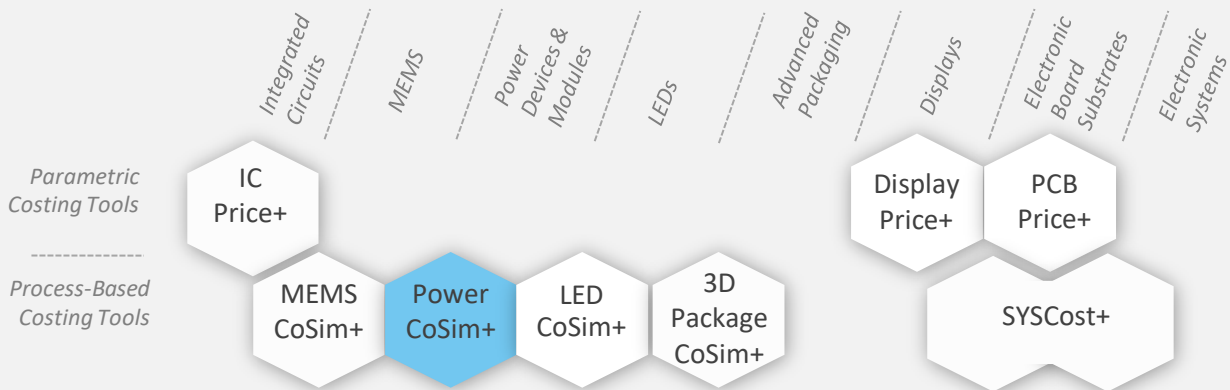 Integrated
Circuits
MEMS
Power
Devices &
Modules
LEDs
Advanced
Packaging
Displays
Electronic
Board
Substrates
Electronic
Systems
Parametric
Costing Tools
IC
Price+
Display
Price+
PCB
Price+
Process-Based
Costing Tools
MEMS
CoSim+
Power
CoSim+
LED
CoSim+
3D
Package
CoSim+
SYSCost+